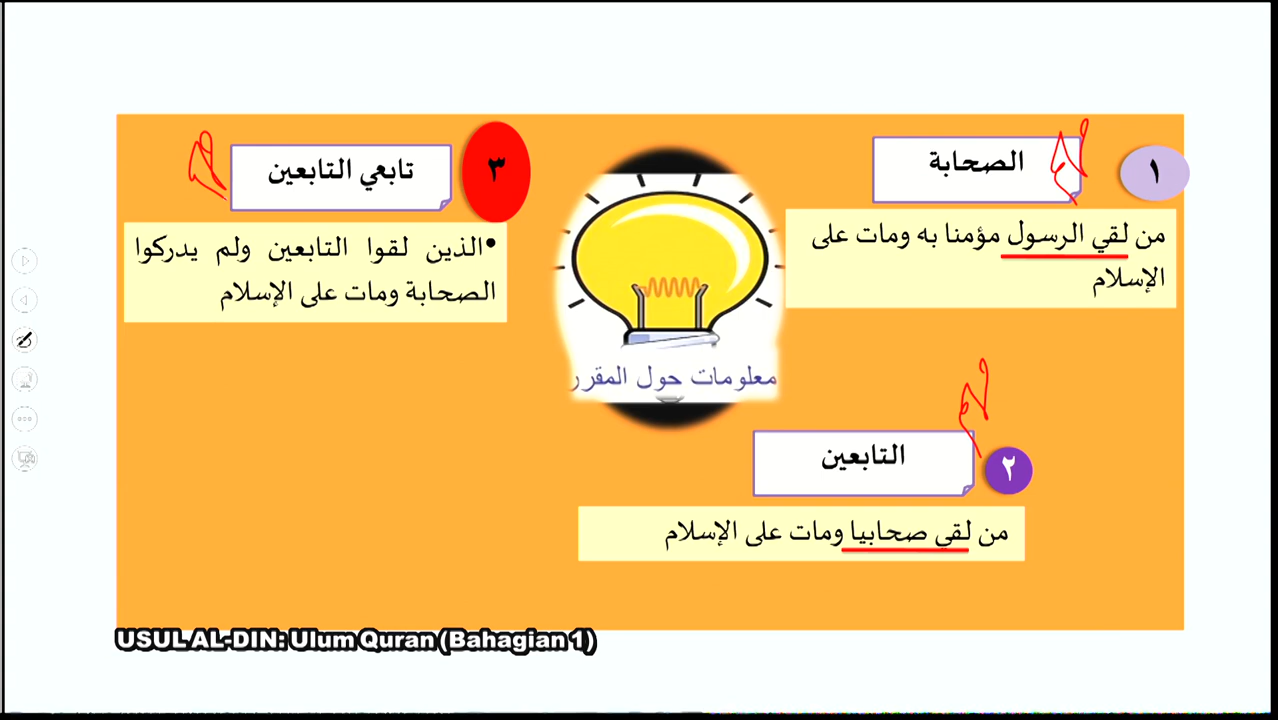 ١
الصحابة
من لقي الرسول مؤمنا به ومات على
الإسلام
٢
التابعين
من لقي صحابيا ومات على الإسلام
٣
تابعي التابعين
•الذين لقوا التابعين ولم يدركوا
الصحابة ومات على الإسلام
معلومات حول المقرر
USUL AL-DIN: Ulum Quran (Bahagian 1)